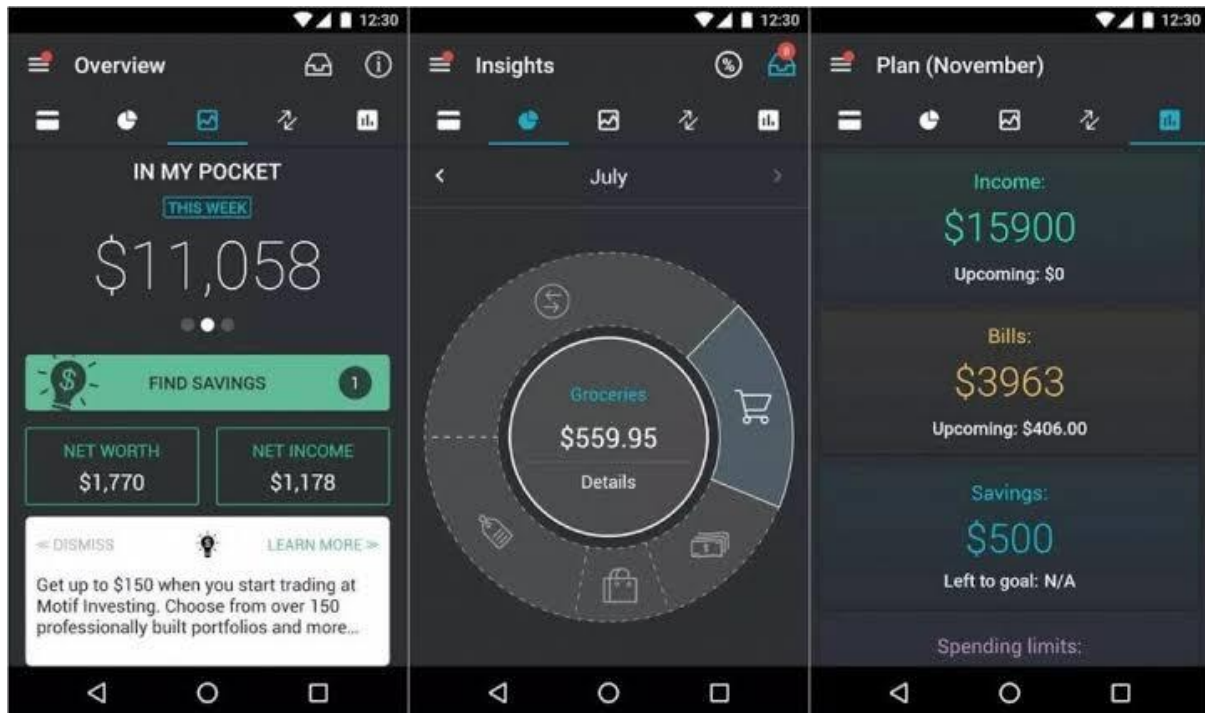 12:30
Overview
IN MY POCKET
THIS WEEK
$11,058
FIND SAVINGS
1
NET WORTH
$1,770
NET INCOME
$1,178
≪ DISMISS
LEARN MORE ≫
Get up to $150 when you start trading at
Motif Investing. Choose from over 150
professionally built portfolios and more…
12:30
Insights
8
July
Groceries
$559.95
Details
12:30
Plan (November)
Income:
$15900
Upcoming: $0
Bills:
$3963
Upcoming: $406.00
Savings:
$500
Left to goal: N/A
Spending limits: